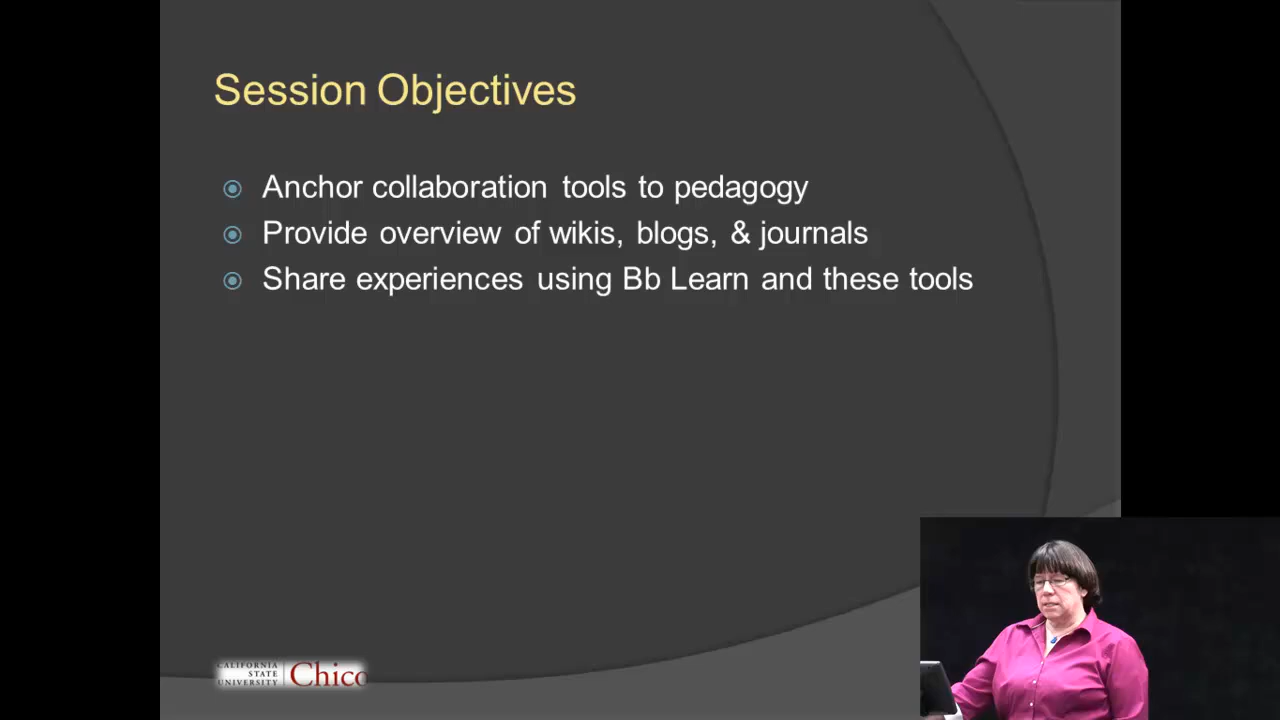 Session Objectives
Anchor collaboration tools to pedagogy
Provide overview of wikis, blogs, & journals
Share experiences using Bb Learn and these tools
CALIFORNIA
STATE
UNIVERSITY
Chico